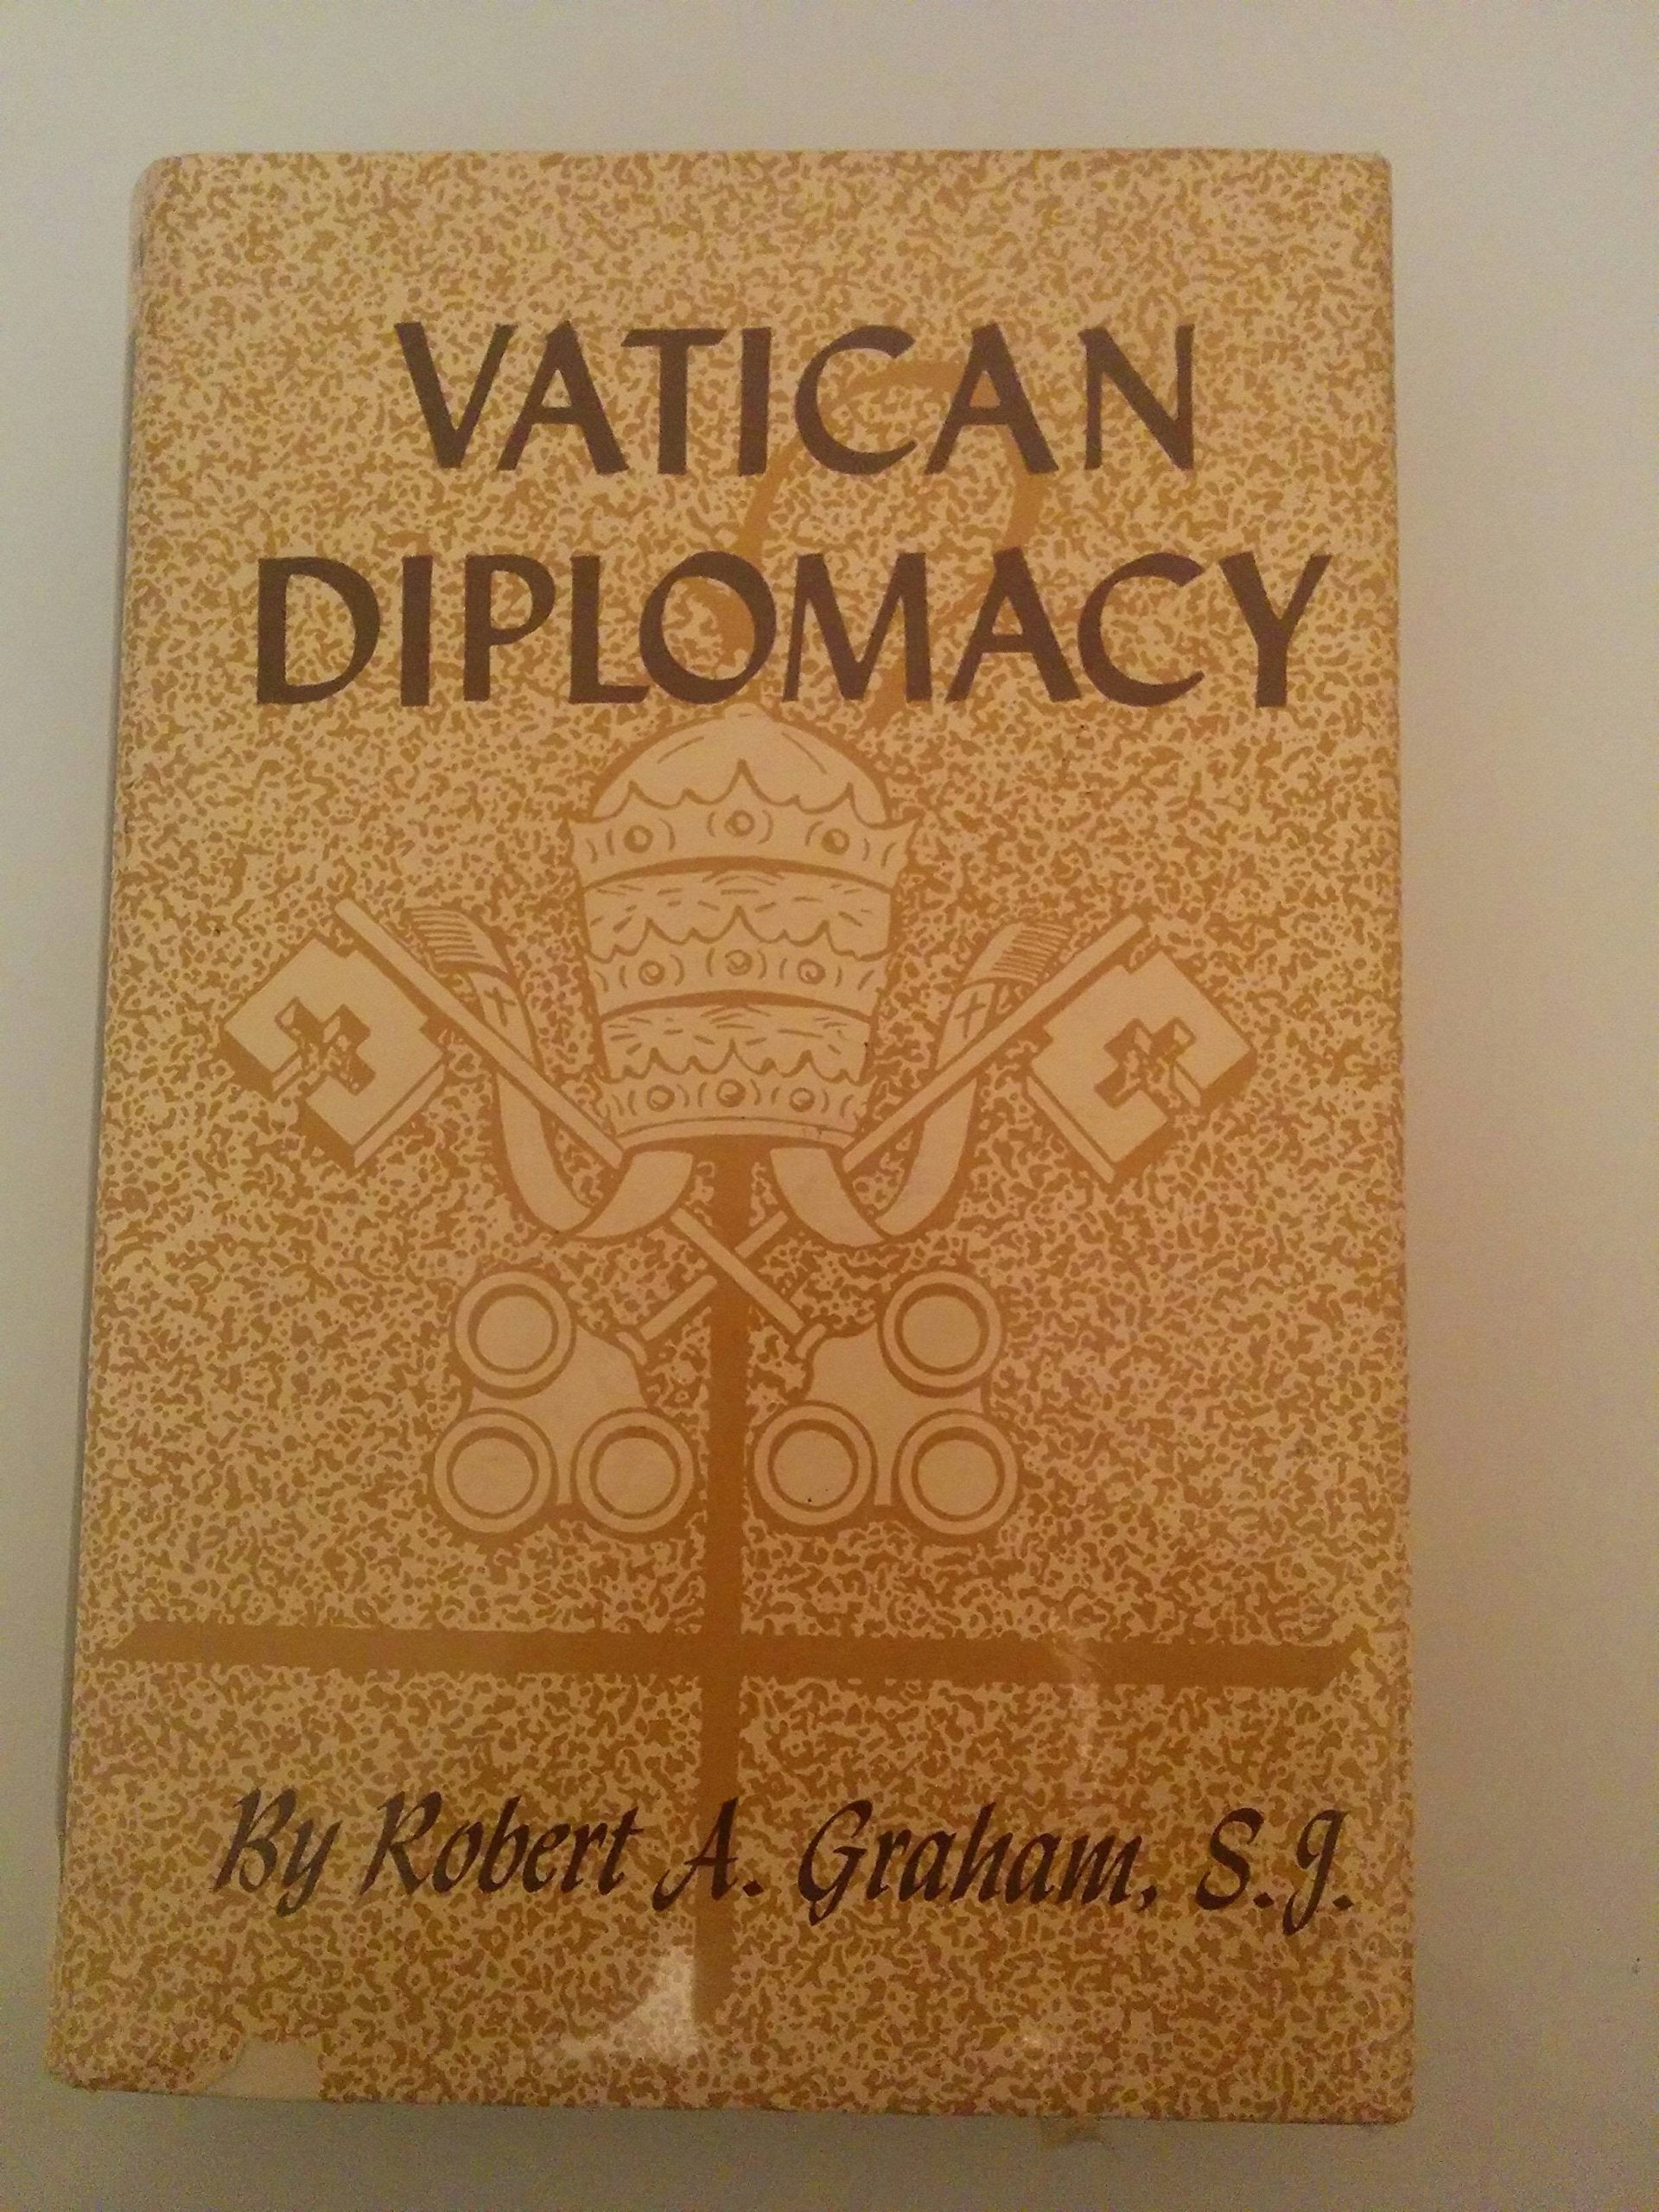 VATICAN
DIPLOMACY
By Robert A. Graham, S.J.